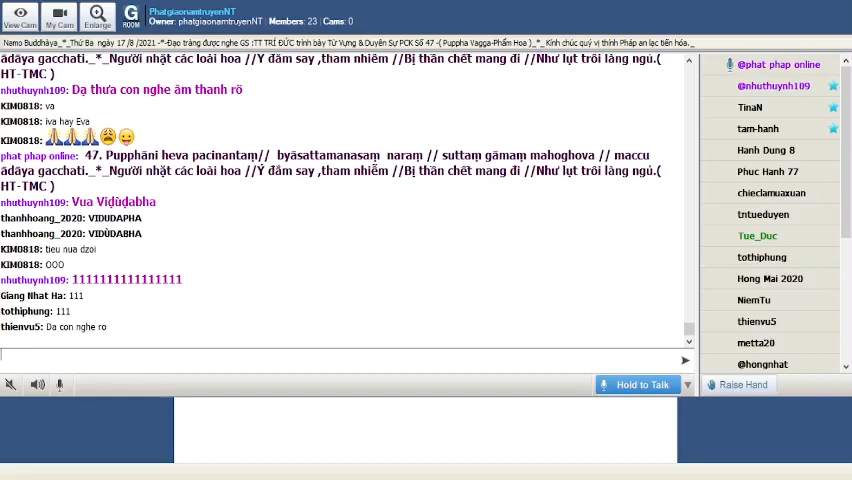 PhatgiaonamtruyenNT
Owner: phatgiaonamtruyenNT | Members: 23 | Cams: 0
View Cam
My Cam
Enlarge
G
ROOM
Namo Buddhàya_*_Thứ Ba ngày 17 /8 /2021 -*-Đạo tràng được nghe GS :TT TRÍ ĐỨC trình bày Từ Vựng & Duyên Sự PCK Số 47 -( Puppha Vagga-Phẩm Hoa )_*_ Kính chúc quý vị thính Pháp an lạc tiến hóa._
ādāya gacchati._*_Người nhặt các loài hoa //Ý đắm say ,tham nhiễm //Bị thần chết mang đi //Như lụt trôi làng ngủ.(
HT-TMC )
nhuthuynh109: Dạ thưa con nghe âm thanh rõ
KIM0818: va
KIM0818: iva hay Eva
KIM0818:
phat phap online: 47. Pupphāni heva pacinantaṃ// byāsattamanasaṃ naraṃ // suttaṃ gāmaṃ mahoghova // maccu
ādāya gacchati._*_Người nhặt các loài hoa //Ý đắm say ,tham nhiễm //Bị thần chết mang đi //Như lụt trôi làng ngủ.(
HT-TMC )
nhuthuynh109: Vua Viḍùḍabha
thanhhoang_2020: VIDUDAPHA
thanhhoang_2020: VIDÙDABHA
KIM0818: tieu nua dzoi
KIM0818: OOO
nhuthuynh109: 1111111111111111
Giang Nhat Ha: 111
tothiphung: 111
thienvu5: Da con nghe ro
@phat phap online
@nhuthuynh109
TinaN
tam-hanh
Hanh Dung 8
Phuc Hanh 77
chieclamuaxuan
tntueduyen
Tue_Duc
tothiphung
Hong Mai 2020
NiemTu
thienvu5
metta20
@hongnhat
Hold to Talk
Raise Hand